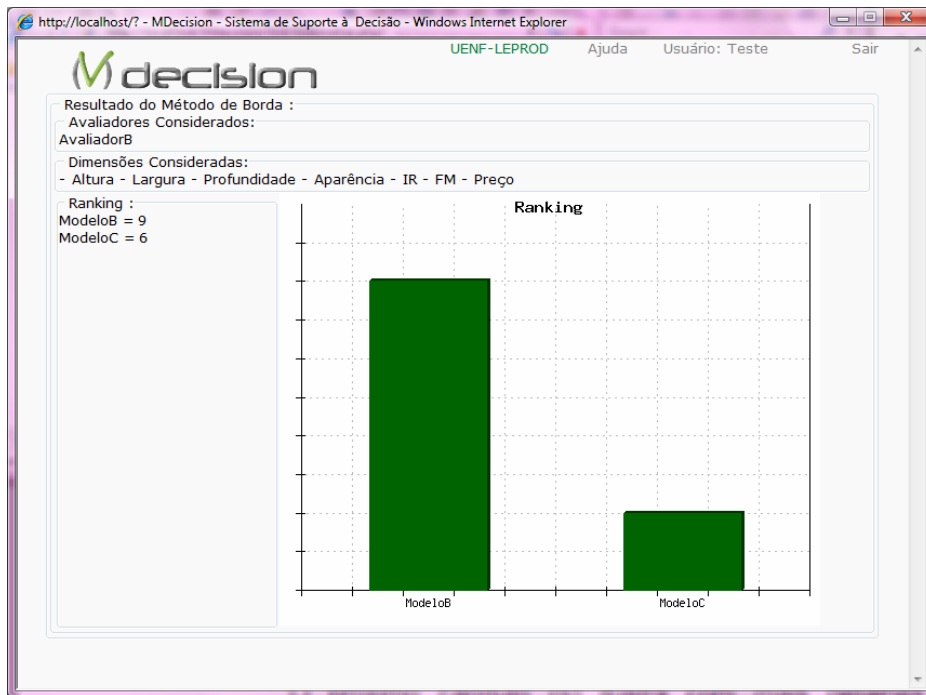 http://localhost/? - MDecision - Sistema de Suporte à Decisão - Windows Internet Explorer
UENF-LEPROD Ajuda Usuário: Teste Sair
Mdecision
Resultado do Método de Borda :
Avaliadores Considerados:
AvaliadorB
Dimensões Consideradas:
- Altura - Largura - Profundidade - Aparência - IR - FM - Preço
Ranking :
ModeloB = 9
ModeloC = 6
Ranking
ModeloB ModeloC